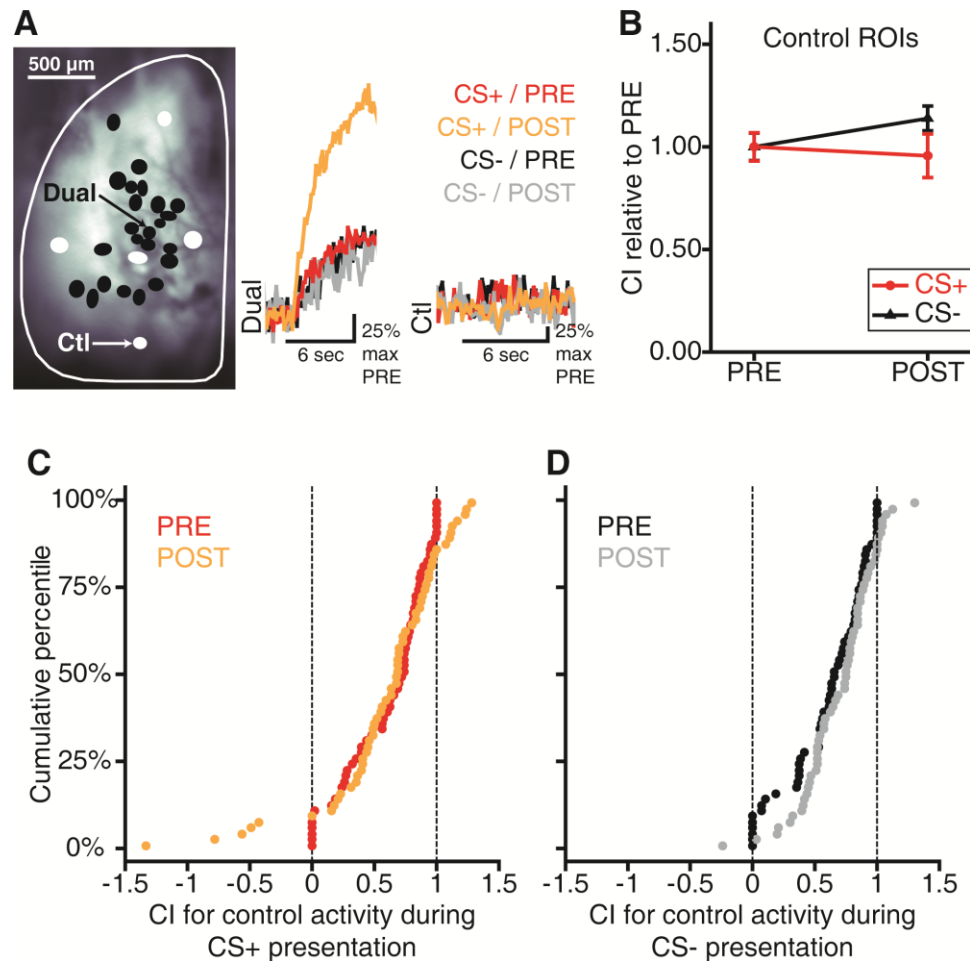 A
500 µm
Dual
Ctl
CS+ / PRE
CS+ / POST
CS- / PRE
CS- / POST
Dual
6 sec
25%
max
PRE
Ctl
6 sec
25%
max
PRE
B
Control ROIs
CI relative to PRE
1.50
1.00
0.50
0.00
PRE
POST
CS+
CS-
C
PRE
POST
Cumulative percentile
100%
75%
50%
25%
0%
-1.5 -1 -0.5 0 0.5 1 1.5
CI for control activity during
CS+ presentation
D
PRE
POST
-1.5 -1 -0.5 0 0.5 1 1.5
CI for control activity during
CS- presentation